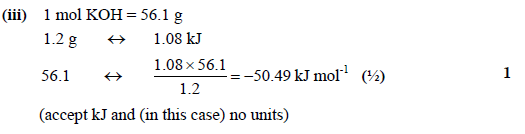 (iii) 1 mol KOH = 56.1 g
1.2 g ↔ 1.08 kJ
56.1 ↔ 1.08 × 56.1 / 1.2 = −50.49 kJ mol⁻¹ (½) 1
(accept kJ and (in this case) no units)